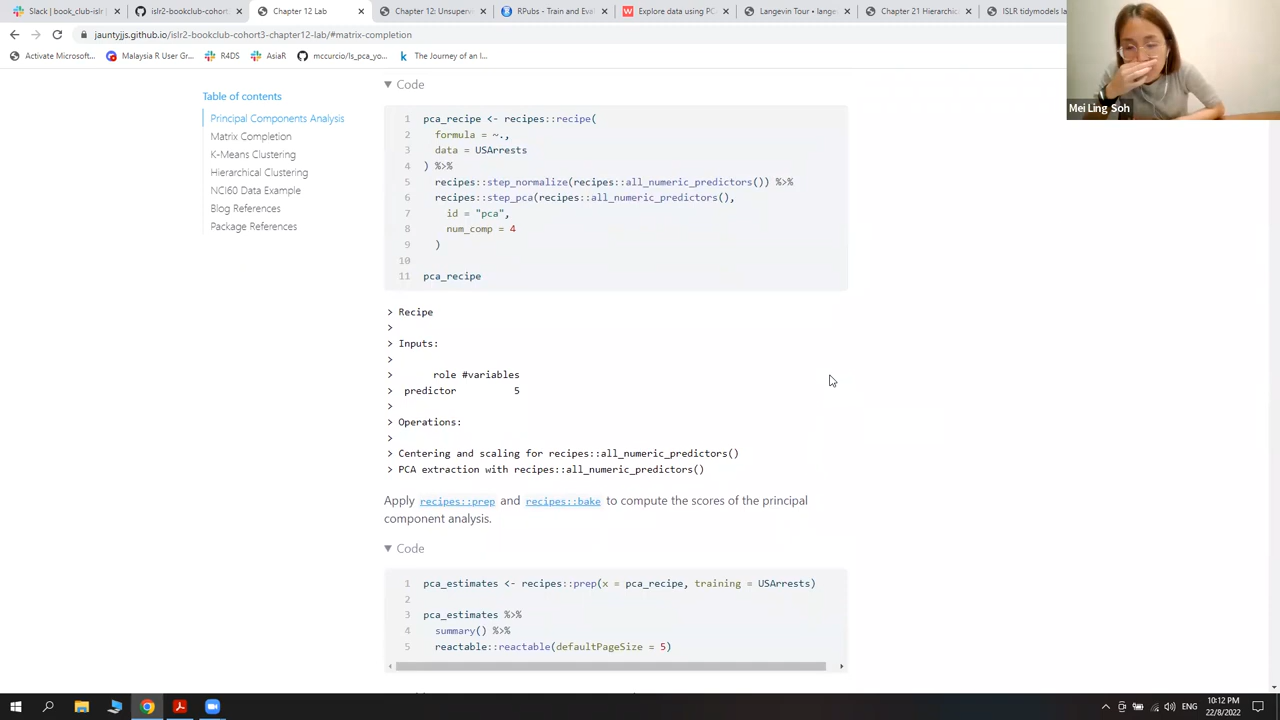 Slack | book_club-islr
islr2-bookclub-cohort
Chapter 12 Lab
Chapter 12: Unsuperv
RPubs - Train and Eval
Explore data using PC
Langevin Tour • lange
Chapter 21 Hierarchic
ISLR tidymodels l
jauntyjjs.github.io/islr2-bookclub-cohort3-chapter12-lab/#matrix-completion
Activate Microsoft...
Malaysia R User Gr...
R4DS
AsiaR
mccurcio/ls_pca_yo...
The Journey of an I...
Mei Ling Soh
Table of contents
Principal Components Analysis
Matrix Completion
K-Means Clustering
Hierarchical Clustering
NCI60 Data Example
Blog References
Package References
Code
1 pca_recipe <- recipes::recipe(
2 formula = ~.,
3 data = USArrests
4 ) %>%
5 recipes::step_normalize(recipes::all_numeric_predictors()) %>%
6 recipes::step_pca(recipes::all_numeric_predictors(),
7 id = "pca",
8 num_comp = 4
9 )
10
11 pca_recipe
> Recipe
>
> Inputs:
>
> role #variables
> predictor 5
>
> Operations:
>
> Centering and scaling for recipes::all_numeric_predictors()
> PCA extraction with recipes::all_numeric_predictors()
Apply recipes::prep and recipes::bake to compute the scores of the principal
component analysis.
Code
1 pca_estimates <- recipes::prep(x = pca_recipe, training = USArrests)
2
3 pca_estimates %>%
4 summary() %>%
5 reactable::reactable(defaultPageSize = 5)
ENG
10:12 PM
22/8/2022